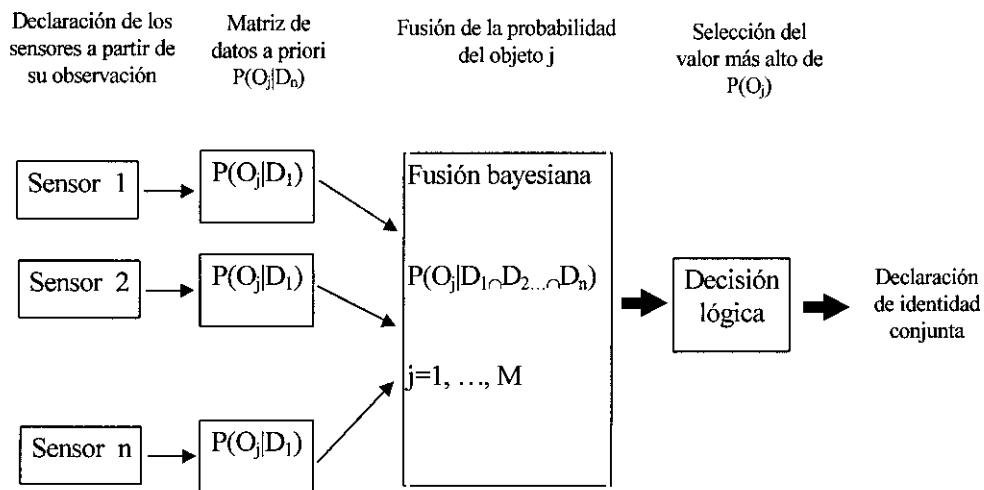 Declaración de los
sensores a partir de
su observación
Matriz de
datos a priori
P(Oj|Dn)
Fusión de la probabilidad
del objeto j
Selección del
valor más alto de
P(Oj)
Sensor 1
P(Oj|D1)
Sensor 2
P(Oj|D1)
Sensor n
P(Oj|D1)
Fusión bayesiana
P(Oj|D1∩D2...∩Dn)
j=1, ..., M
Decisión
lógica
Declaración
de identidad
conjunta